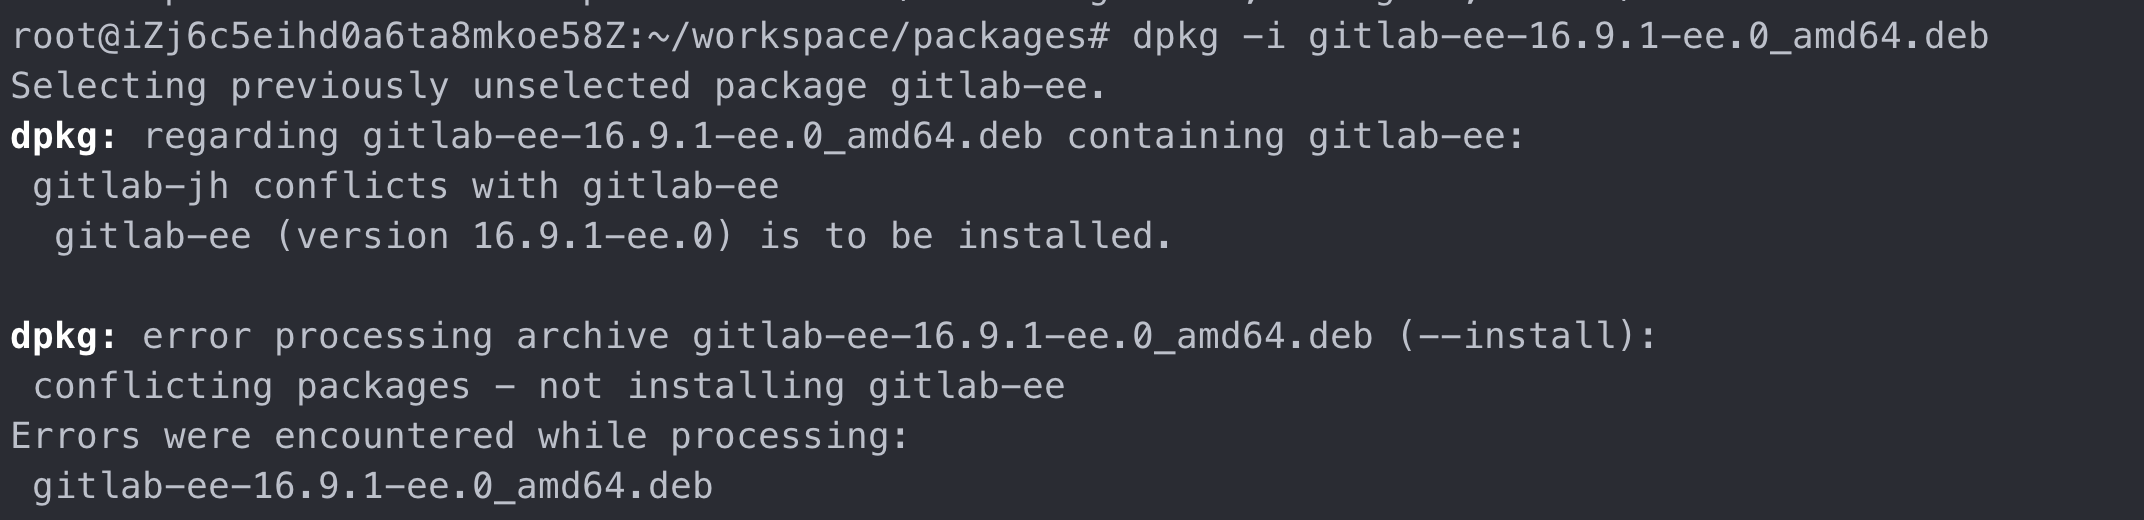 root@iZj6c5eihd0a6ta8mkoe58Z:~/workspace/packages# dpkg -i gitlab-ee-16.9.1-ee.0_amd64.deb
Selecting previously unselected package gitlab-ee.
dpkg: regarding gitlab-ee-16.9.1-ee.0_amd64.deb containing gitlab-ee:
 gitlab-jh conflicts with gitlab-ee
  gitlab-ee (version 16.9.1-ee.0) is to be installed.

dpkg: error processing archive gitlab-ee-16.9.1-ee.0_amd64.deb (--install):
 conflicting packages - not installing gitlab-ee
Errors were encountered while processing:
 gitlab-ee-16.9.1-ee.0_amd64.deb